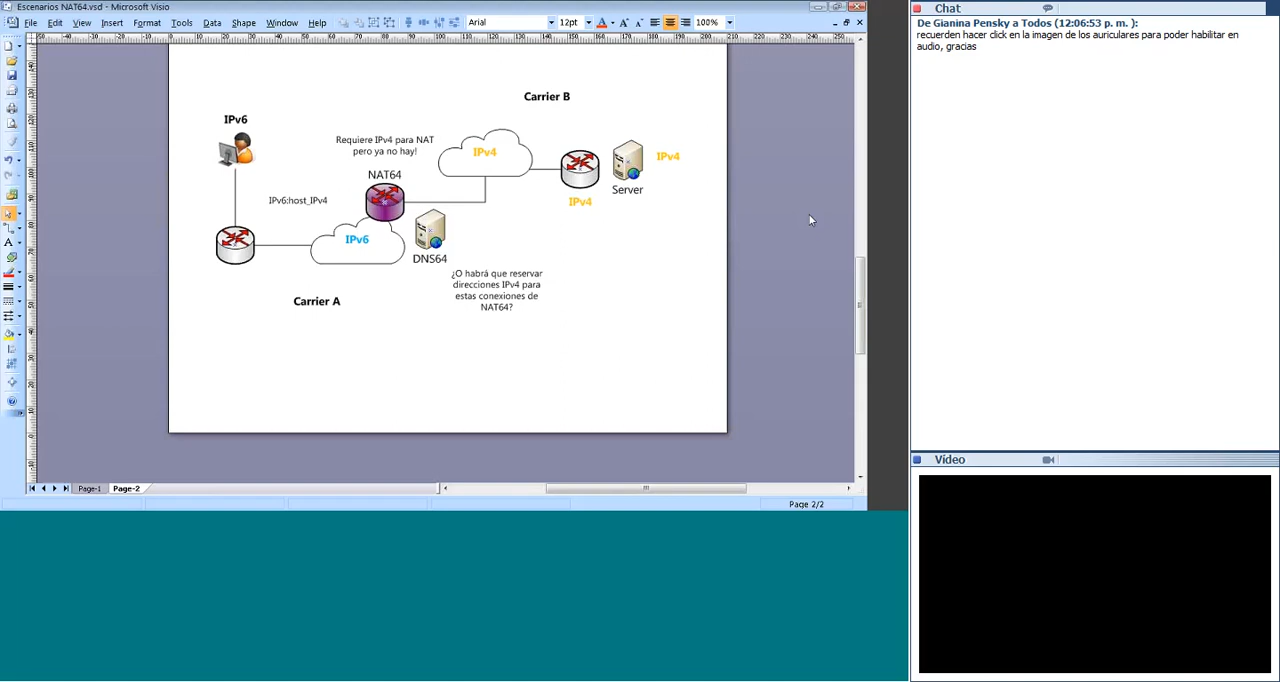 Escenarios NAT64.vsd - Microsoft Visio
File Edit View Insert Format Tools Data Shape Window Help Arial 12pt A A A 100%
Carrier B
IPv6
Requiere IPv4 para NAT
pero ya no hay!
IPv4
IPv4
NAT64
Server
IPv6:host_IPv4
IPv4
IPv6
DNS64
¿O habrá que reservar
direcciones IPv4 para
estas conexiones de
NAT64?
Carrier A
Page-1 Page-2
Page 2/2
Chat
De Gianina Pensky a Todos (12:06:53 p. m. ):
recuerden hacer click en la imagen de los auriculares para poder habilitar en
audio, gracias
Vídeo